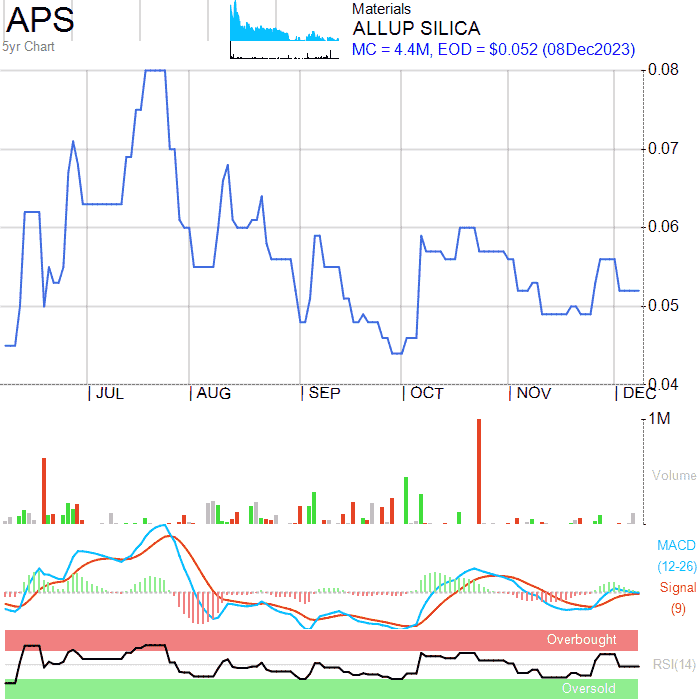 APS
5yr Chart
Materials
ALLUP SILICA
MC = 4.4M, EOD = $0.052 (08Dec2023)
0.08
0.07
0.06
0.05
0.04
JUL AUG SEP OCT NOV DEC
1M
Volume
MACD
(12-26)
Signal
(9)
Overbought
RSI(14)
Oversold